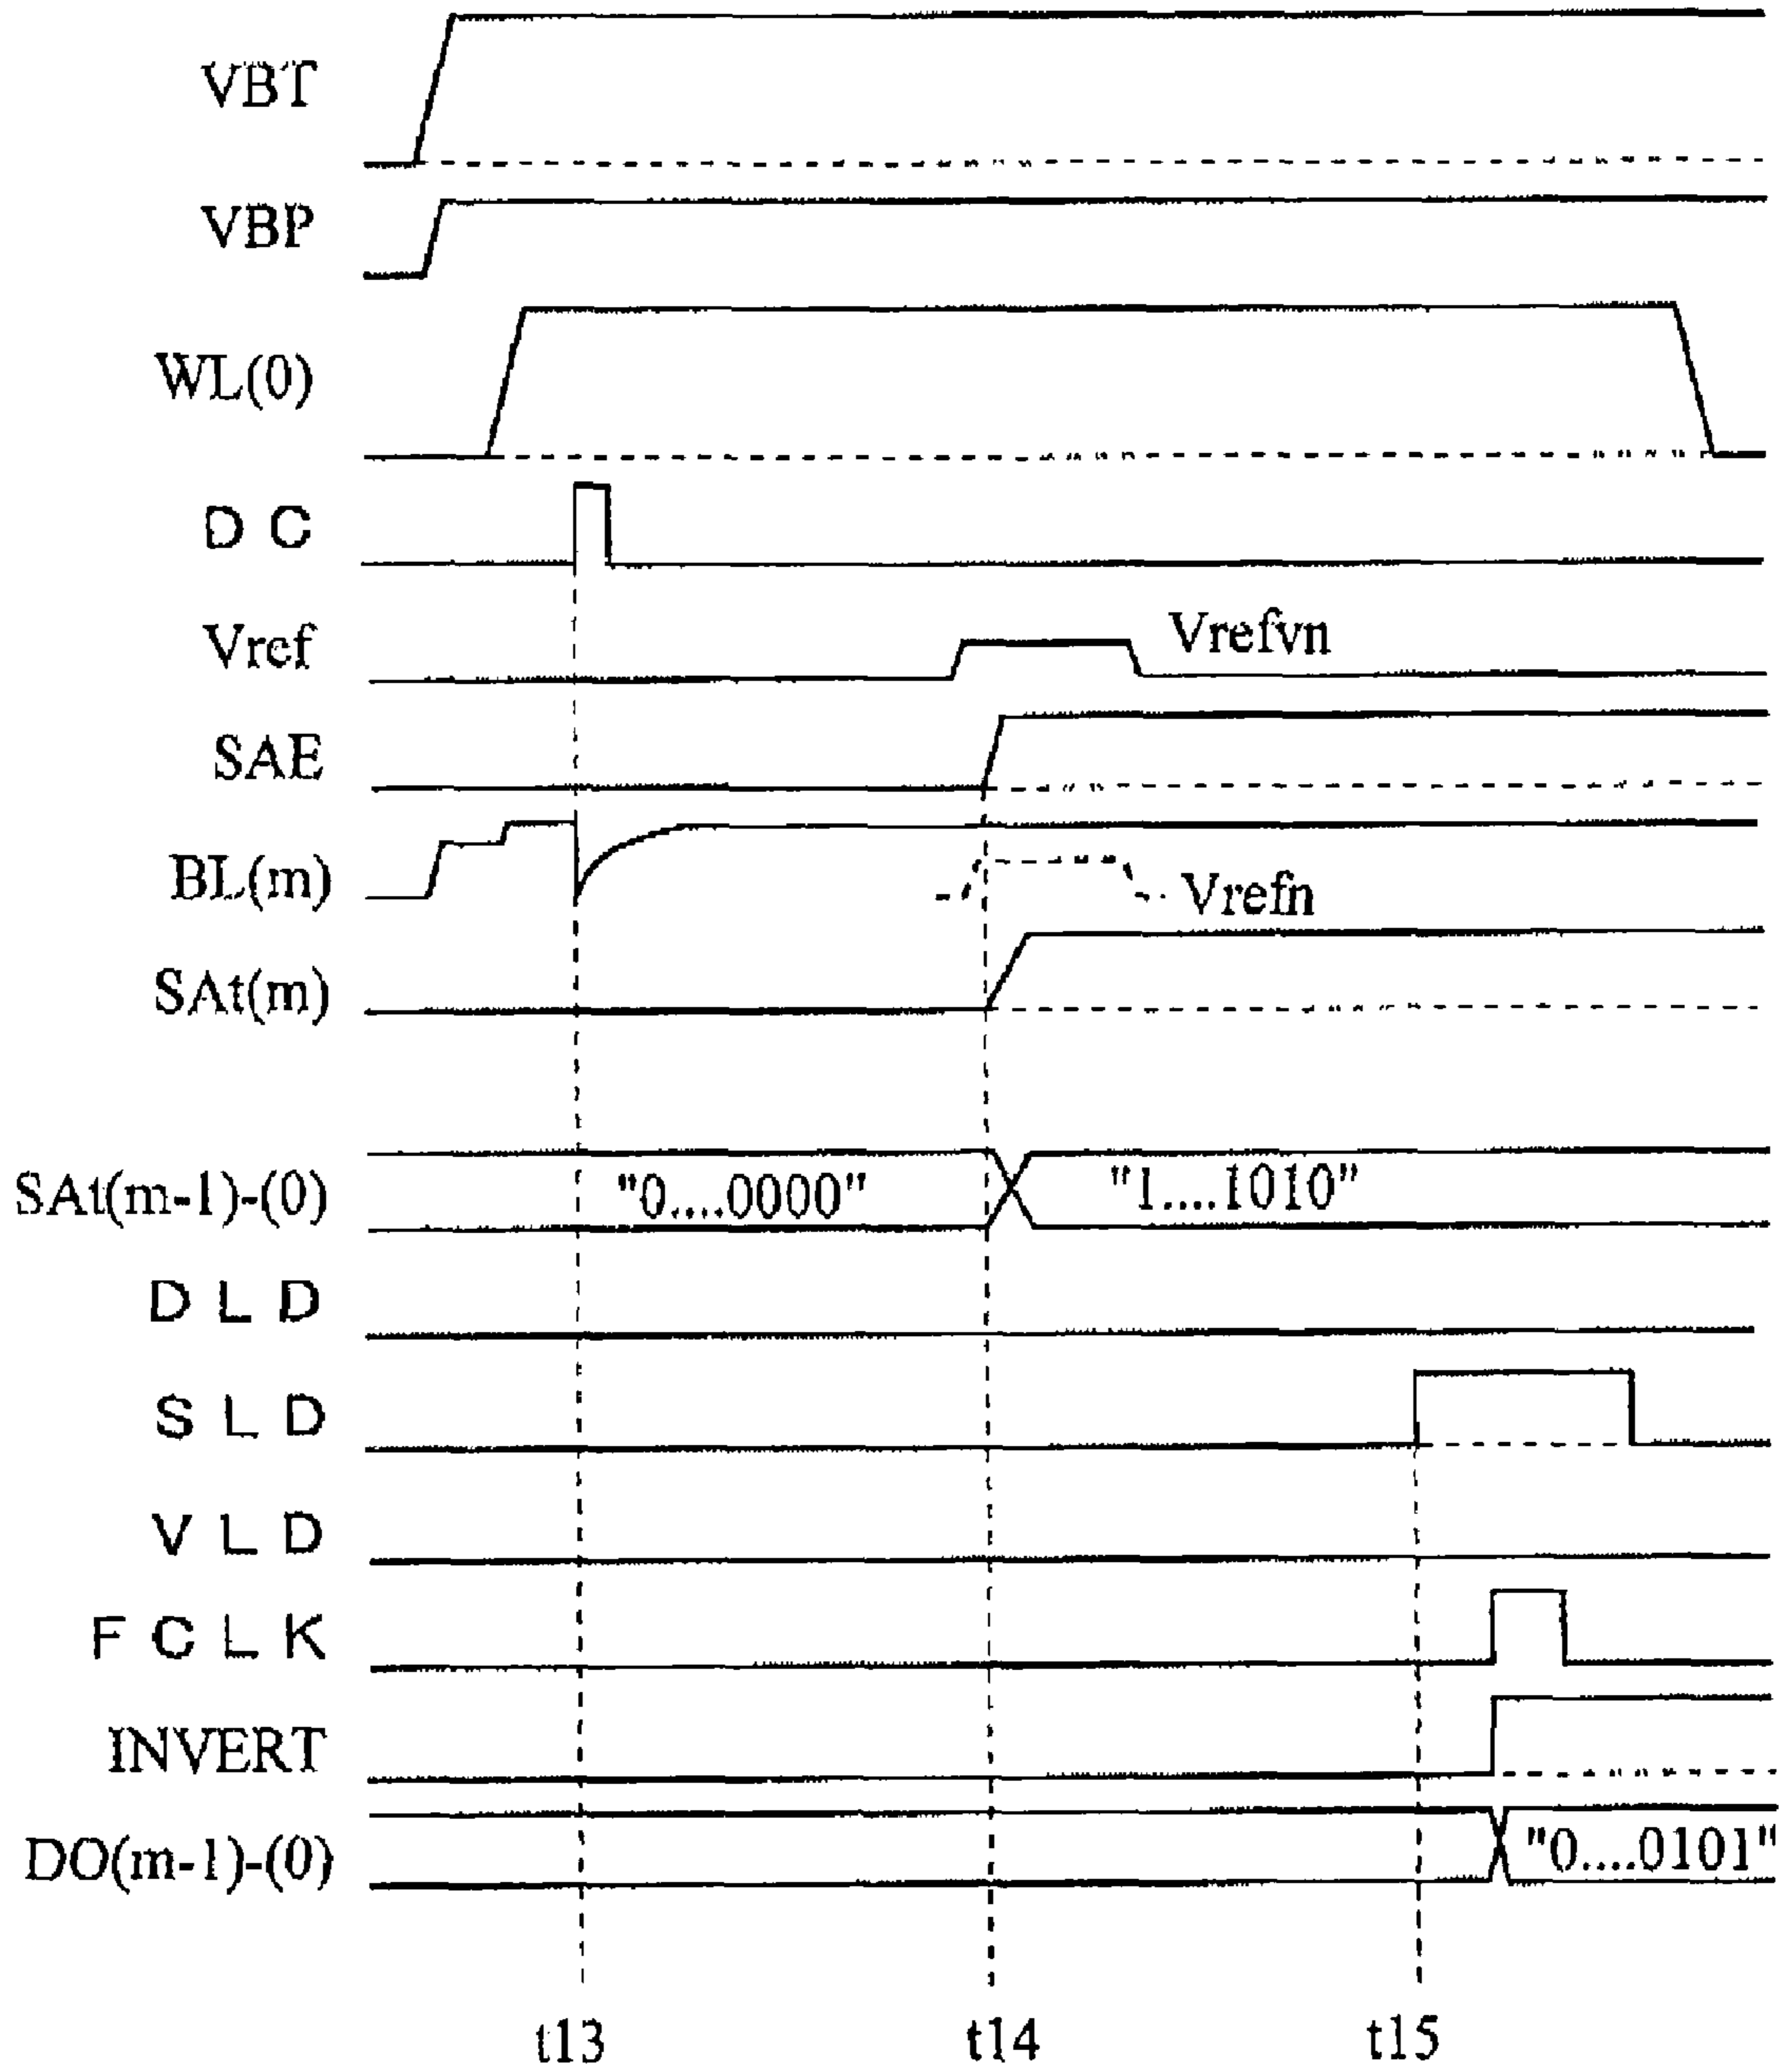 VBT
VBP
WL(0)
D C
Vref
Vrefvn
SAE
BL(m)
Vrefn
SAt(m)
SAt(m-1)-(0)
"0....0000"
"1....1010"
D L D
S L D
V L D
F C L K
INVERT
DO(m-1)-(0)
"0....0101"
t13
t14
t15